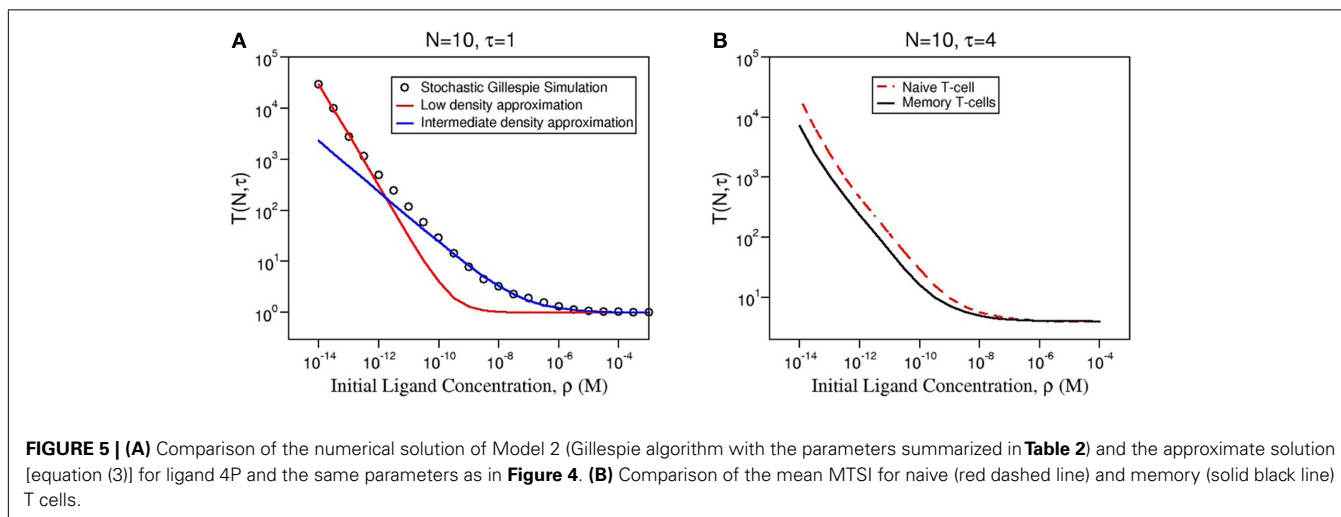 A
N=10, τ=1
10^5
10^4
10^3
10^2
10^1
10^0
T(N,τ)
Stochastic Gillespie Simulation
Low density approximation
Intermediate density approximation
10^-14 10^-12 10^-10 10^-8 10^-6 10^-4
Initial Ligand Concentration, ρ (M)
B
N=10, τ=4
10^5
10^4
10^3
10^2
10^1
T(N,τ)
Naive T-cell
Memory T-cells
10^-14 10^-12 10^-10 10^-8 10^-6 10^-4
Initial Ligand Concentration, ρ (M)
FIGURE 5 | (A) Comparison of the numerical solution of Model 2 (Gillespie algorithm with the parameters summarized in Table 2) and the approximate solution
[equation (3)] for ligand 4P and the same parameters as in Figure 4. (B) Comparison of the mean MTSI for naive (red dashed line) and memory (solid black line)
T cells.